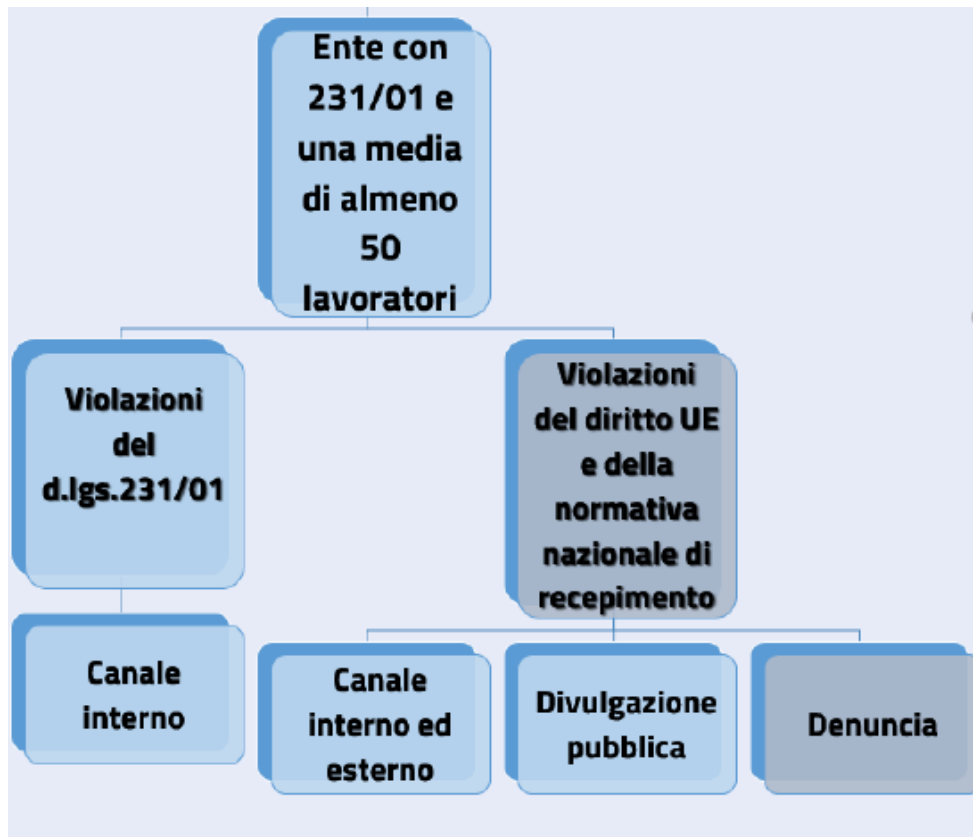 Ente con
231/01 e
una media
di almeno
50
lavoratori
Violazioni
del
d.lgs.231/01
Violazioni
del diritto UE
e della
normativa
nazionale di
recepimento
Canale
interno
Canale
interno ed
esterno
Divulgazione
pubblica
Denuncia